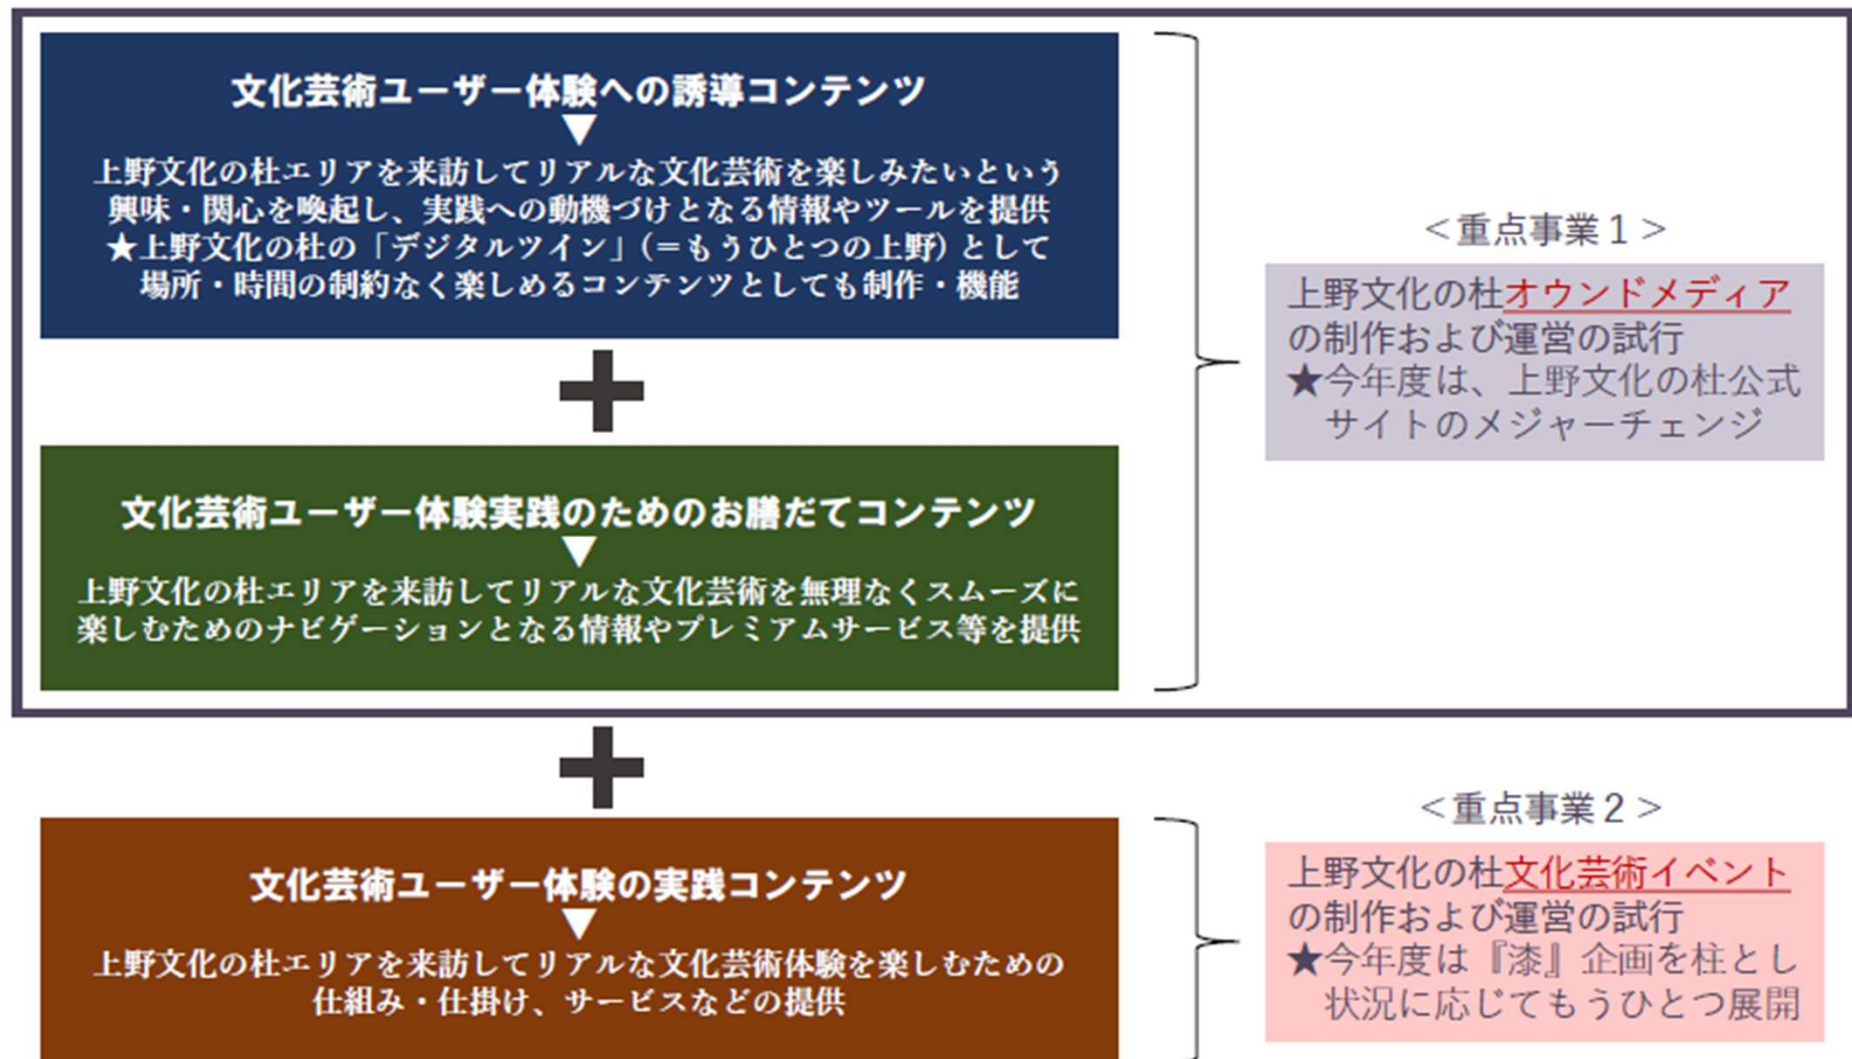 文化芸術ユーザー体験への誘導コンテンツ
▼
上野文化の杜エリアを来訪してリアルな文化芸術を楽しみたいという
興味・関心を喚起し、実践への動機づけとなる情報やツールを提供
★上野文化の杜の「デジタルツイン」(＝もうひとつの上野)として
場所・時間の制約なく楽しめるコンテンツとしても制作・機能
＜重点事業１＞
上野文化の杜オウンドメディア
の制作および運営の試行
★今年度は、上野文化の杜公式
サイトのメジャーチェンジ
文化芸術ユーザー体験実践のためのお膳だてコンテンツ
▼
上野文化の杜エリアを来訪してリアルな文化芸術を無理なくスムーズに
楽しむためのナビゲーションとなる情報やプレミアムサービス等を提供
文化芸術ユーザー体験の実践コンテンツ
▼
上野文化の杜エリアを来訪してリアルな文化芸術体験を楽しむための
仕組み・仕掛け、サービスなどの提供
＜重点事業２＞
上野文化の杜文化芸術イベント
の制作および運営の試行
★今年度は『漆』企画を柱とし
状況に応じてもうひとつ展開